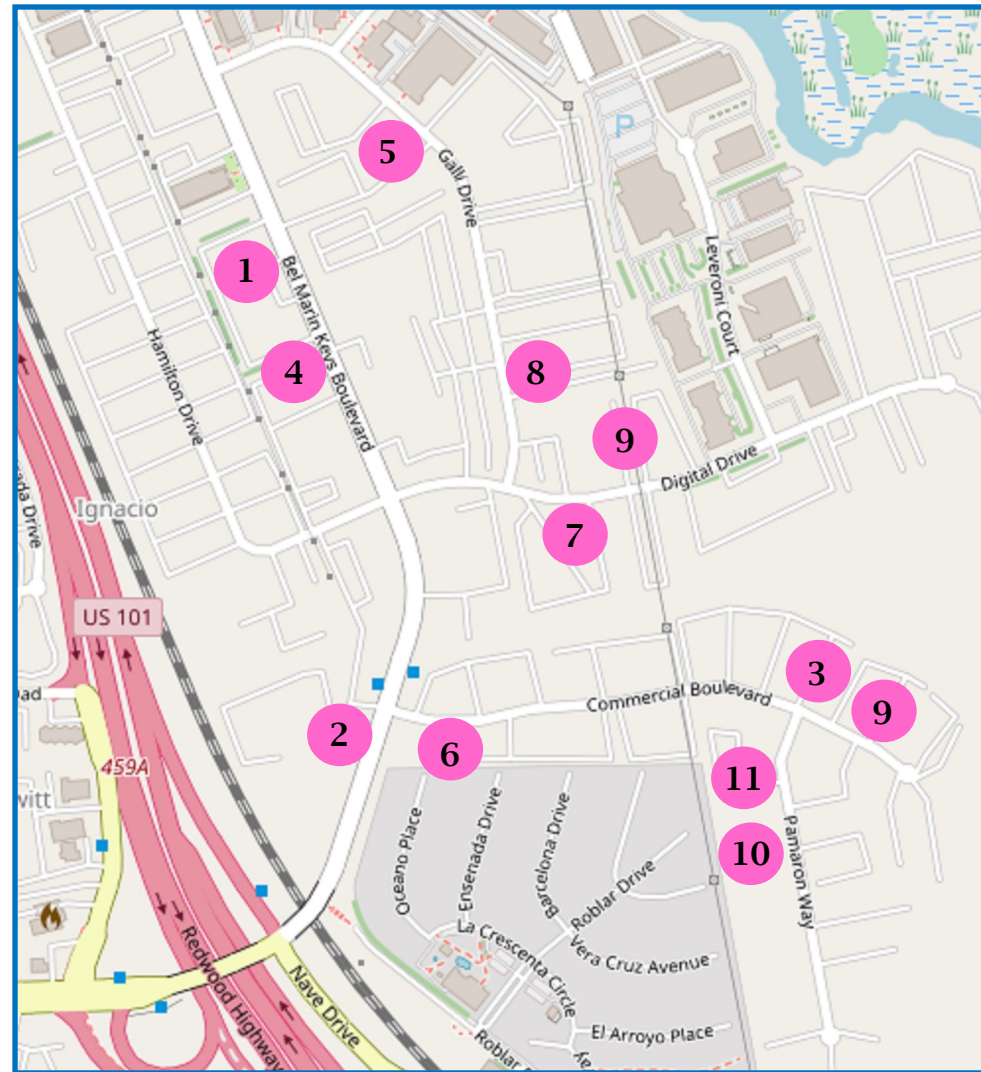 P
5
Galli Drive
1
Bel Marin Keys Boulevard
Leveroni Court
Hamilton Drive
4
8
9
Digital Drive
Ignacio
7
US 101
3
Commercial Boulevard
9
2
6
459A
11
10
Pamaron Way
Oceano Place
Ensenada Drive
Barcelona Drive
Roblar Drive
La Crescenta Circle
Vera Cruz Avenue
El Arroyo Place
Redwood Highway
Nave Drive
Roblar